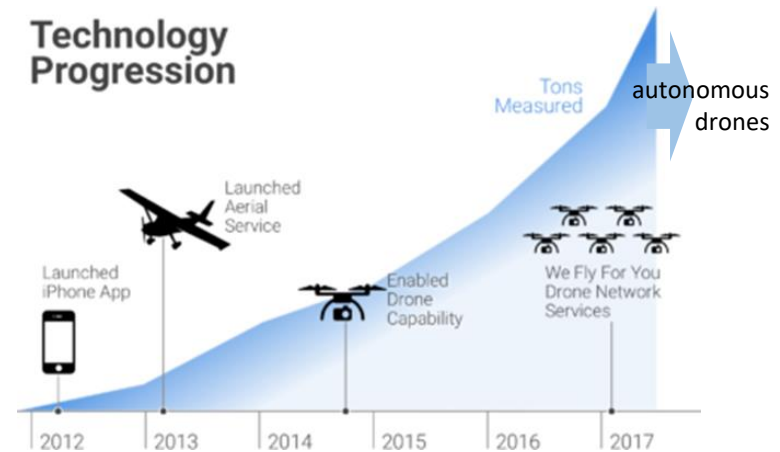 Technology
Progression
Tons
Measured
autonomous
drones
Launched
Aerial
Service
Launched
iPhone App
Enabled
Drone
Capability
We Fly For You
Drone Network
Services
2012
2013
2014
2015
2016
2017